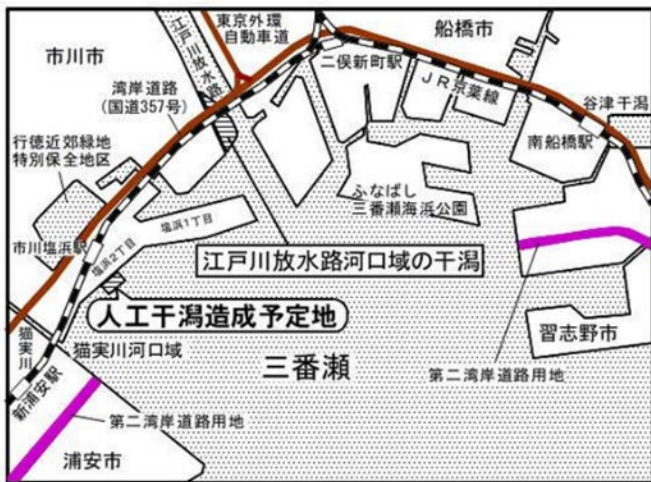 東京外環
自動車道
船橋市
市川市
江戸川放水路
二俣新町駅
湾岸道路
(国道357号)
JR京葉線
谷津干潟
行徳近郊緑地
特別保全地区
南船橋駅
ふなばし
三番瀬海浜公園
塩浜1丁目
市川塩浜駅
塩浜2丁目
江戸川放水路河口域の干潟
人工干潟造成予定地
習志野市
猫実川
猫実川河口域
三番瀬
第二湾岸道路用地
新浦安駅
第二湾岸道路用地
浦安市